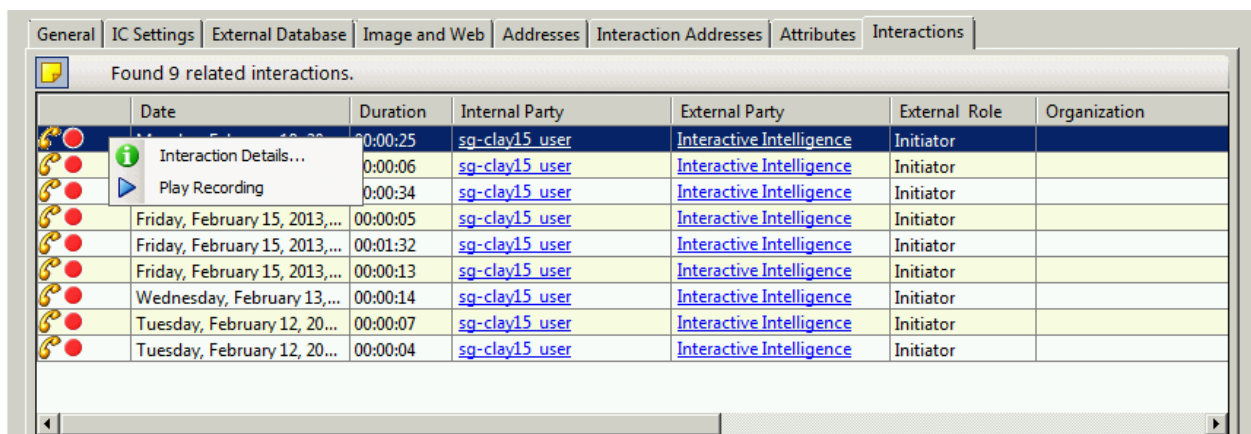 General IC Settings External Database Image and Web Addresses Interaction Addresses Attributes Interactions
Found 9 related interactions.
Date Duration Internal Party External Party External Role Organization
0:00:25 sg-clay15_user Interactive Intelligence Initiator
Interaction Details...
0:00:06 sg-clay15_user Interactive Intelligence Initiator
Play Recording
0:00:34 sg-clay15_user Interactive Intelligence Initiator
Friday, February 15, 2013,... 00:00:05 sg-clay15_user Interactive Intelligence Initiator
Friday, February 15, 2013,... 00:01:32 sg-clay15_user Interactive Intelligence Initiator
Friday, February 15, 2013,... 00:00:13 sg-clay15_user Interactive Intelligence Initiator
Wednesday, February 13,... 00:00:14 sg-clay15_user Interactive Intelligence Initiator
Tuesday, February 12, 20... 00:00:07 sg-clay15_user Interactive Intelligence Initiator
Tuesday, February 12, 20... 00:00:04 sg-clay15_user Interactive Intelligence Initiator